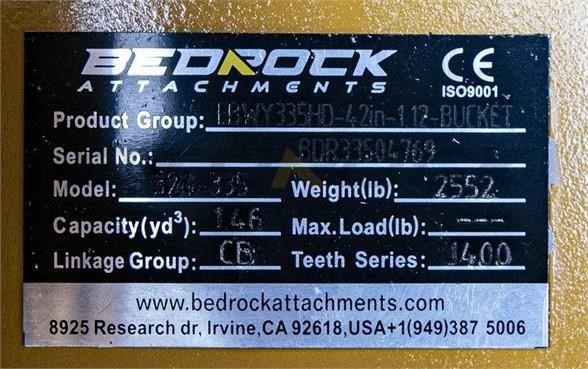 BEDROCK
ATTACHMENTS
CE
ISO9001
Product Group: LBWY335HD-42in-1.12-BUCKET
Serial No.: BDR33504769
Model: 324-335 Weight(lb): 2552
Capacity(yd³): 1.46 Max.Load(lb): ---
Linkage Group: CB Teeth Series: J400
www.bedrockattachments.com
8925 Research dr, Irvine,CA 92618,USA+1(949)387 5006